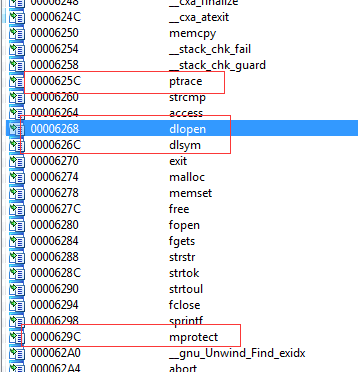 00006248 __cxa_finalize
0000624C __cxa_atexit
00006250 memcpy
00006254 __stack_chk_fail
00006258 __stack_chk_guard
0000625C ptrace
00006260 strcmp
00006264 access
00006268 dlopen
0000626C dlsym
00006270 exit
00006274 malloc
00006278 memset
0000627C free
00006280 fopen
00006284 fgets
00006288 strstr
0000628C strtok
00006290 strtoul
00006294 fclose
00006298 sprintf
0000629C mprotect
000062A0 __gnu_Unwind_Find_exidx
000062A4 abort